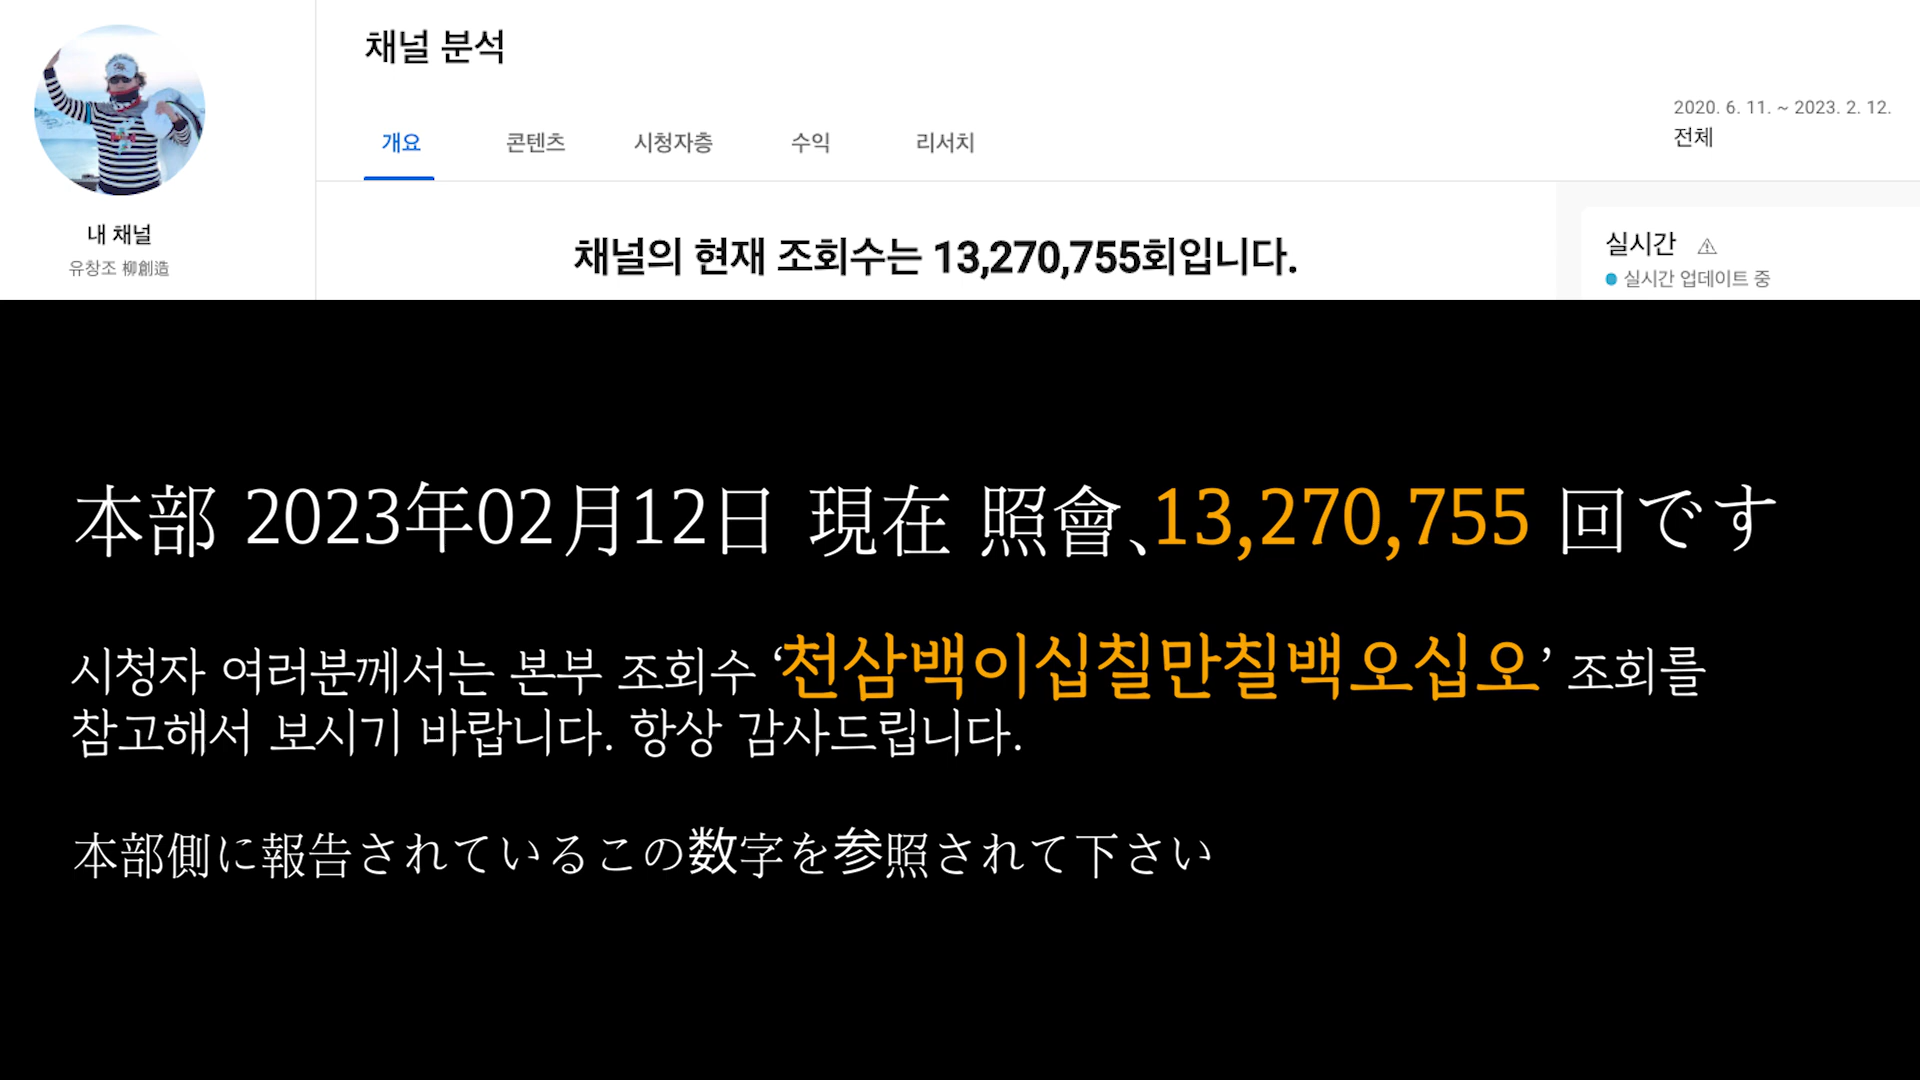 채널 분석
2020. 6. 11. ~ 2023. 2. 12.
전체
개요 콘텐츠 시청자층 수익 리서치
내 채널
유창조 柳創造
채널의 현재 조회수는 13,270,755회입니다.
실시간
실시간 업데이트 중
本部 2023年02月12日 現在 照會、13,270,755 回です
시청자 여러분께서는 본부 조회수 ‘천삼백이십칠만칠백오십오’ 조회를
참고해서 보시기 바랍니다. 항상 감사드립니다.
本部側に報告されているこの数字を参照されて下さい